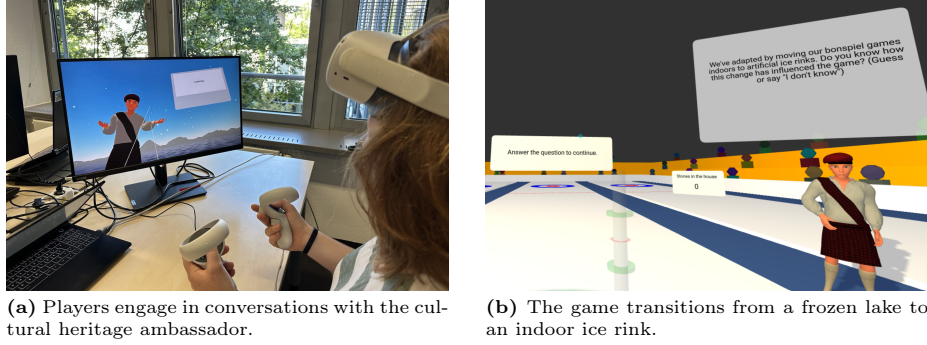 We've adapted by moving our bonspiel games
indoors to artificial ice rinks. Do you know how
this change has influenced the game? (Guess
or say "I don't know")
Answer the question to continue.
Stones in the house
0
(a) Players engage in conversations with the cul-
tural heritage ambassador.
(b) The game transitions from a frozen lake to
an indoor ice rink.